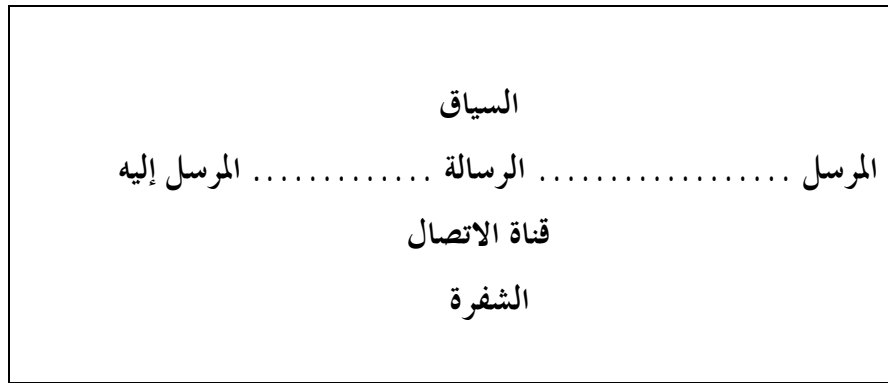 السياق
المرسل .................. الرسالة ............. المرسل إليه
قناة الاتصال
الشفرة